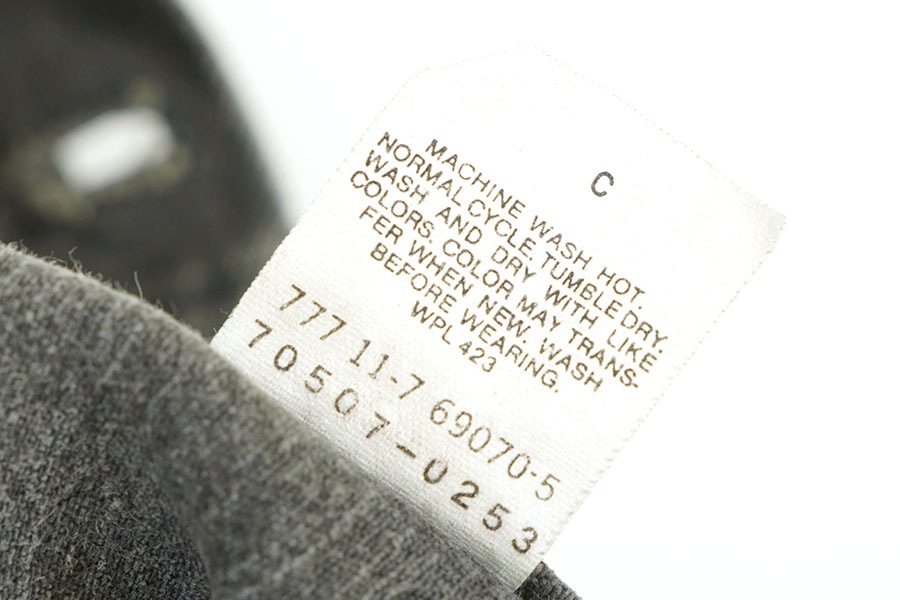 C
MACHINE WASH HOT.
NORMAL CYCLE. TUMBLE DRY.
WASH AND DRY WITH LIKE
COLORS. COLOR MAY TRANS-
FER WHEN NEW. WASH
BEFORE WEARING.
WPL 423
777 11-7 69070-5
70507-0253